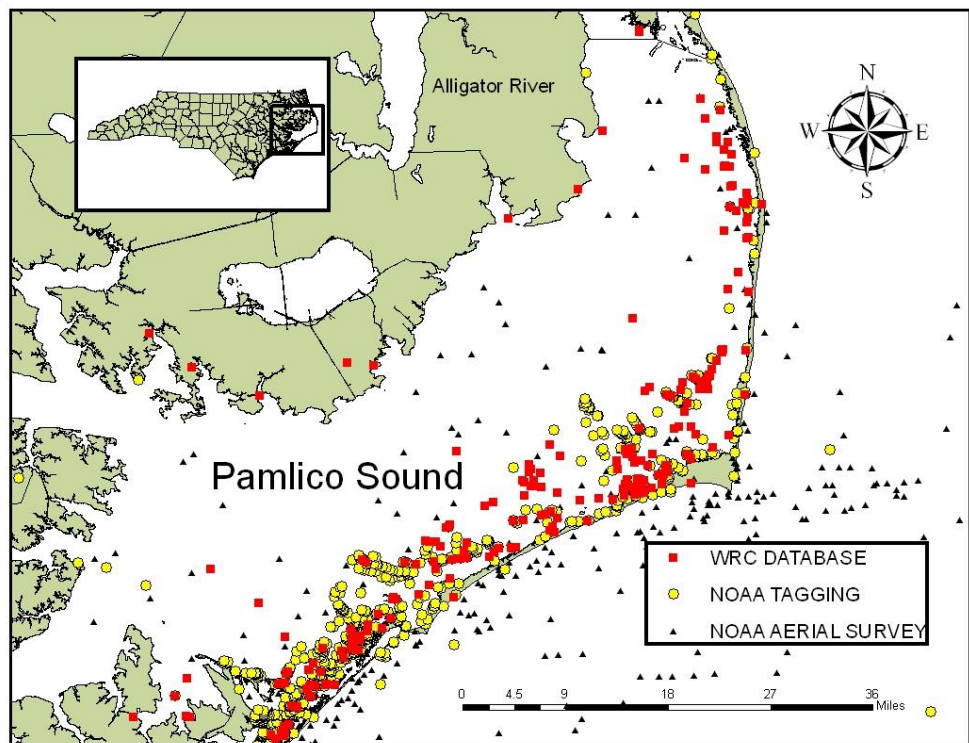 Alligator River
N
W E
S
Pamlico Sound
WRC DATABASE
NOAA TAGGING
NOAA AERIAL SURVEY
0 4.5 9 18 27 36
Miles